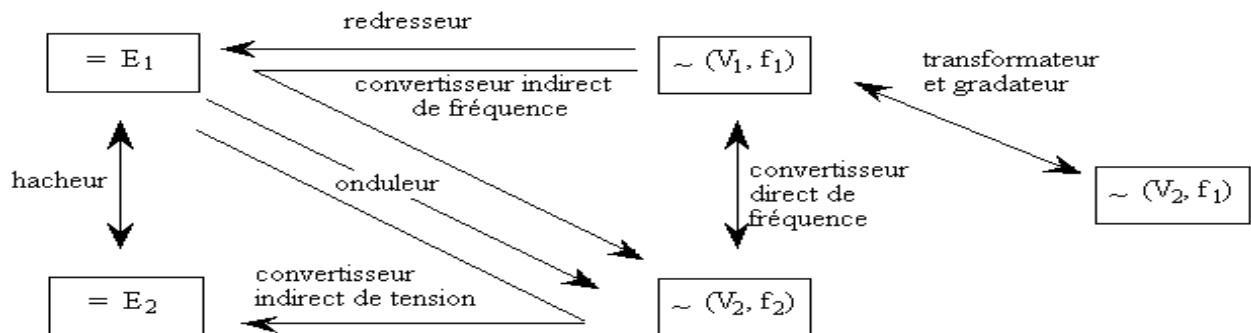 redresseur
= E₁
~ (V₁, f₁)
transformateur
et gradateur
convertisseur indirect
de fréquence
hacheur
onduleur
convertisseur
direct de
fréquence
~ (V₂, f₁)
convertisseur
indirect de tension
= E₂
~ (V₂, f₂)